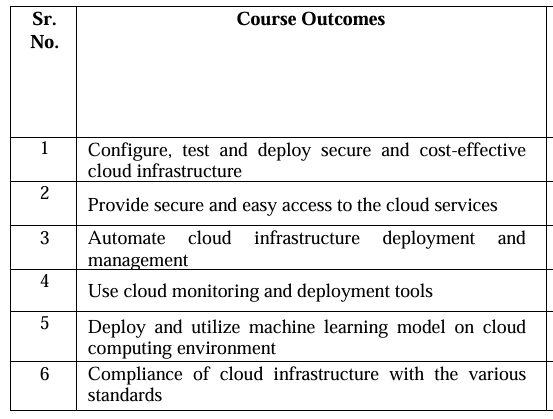 Sr.
No.
Course Outcomes
1
Configure, test and deploy secure and cost-effective
cloud infrastructure
2
Provide secure and easy access to the cloud services
3
Automate cloud infrastructure deployment and
management
4
Use cloud monitoring and deployment tools
5
Deploy and utilize machine learning model on cloud
computing environment
6
Compliance of cloud infrastructure with the various
standards